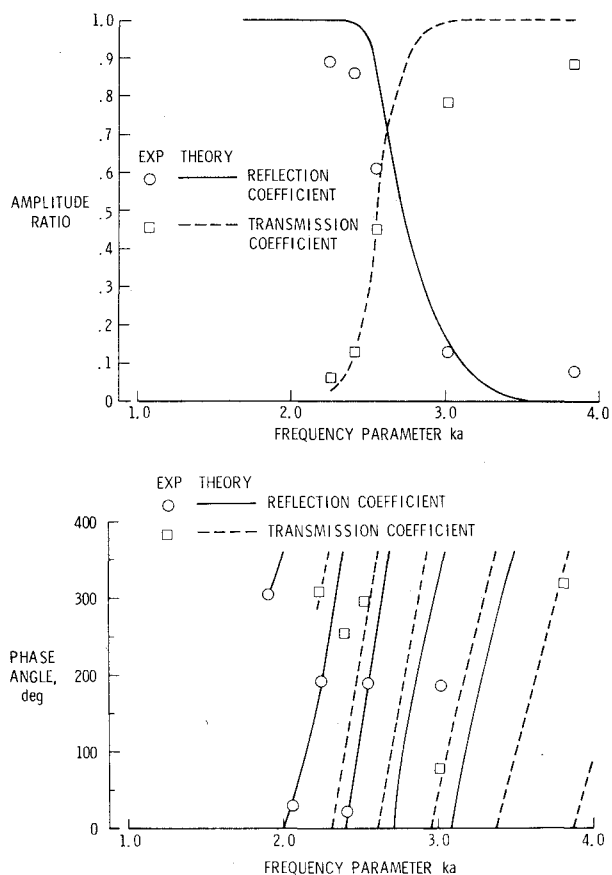 1.0
.9
.8
.7
.6
.5
.4
.3
.2
.1
0
AMPLITUDE
RATIO
EXP THEORY
REFLECTION
COEFFICIENT
TRANSMISSION
COEFFICIENT
1.0 2.0 3.0 4.0
FREQUENCY PARAMETER ka
EXP THEORY
REFLECTION COEFFICIENT
TRANSMISSION COEFFICIENT
400
300
200
100
0
PHASE
ANGLE,
deg
1.0 2.0 3.0 4.0
FREQUENCY PARAMETER ka